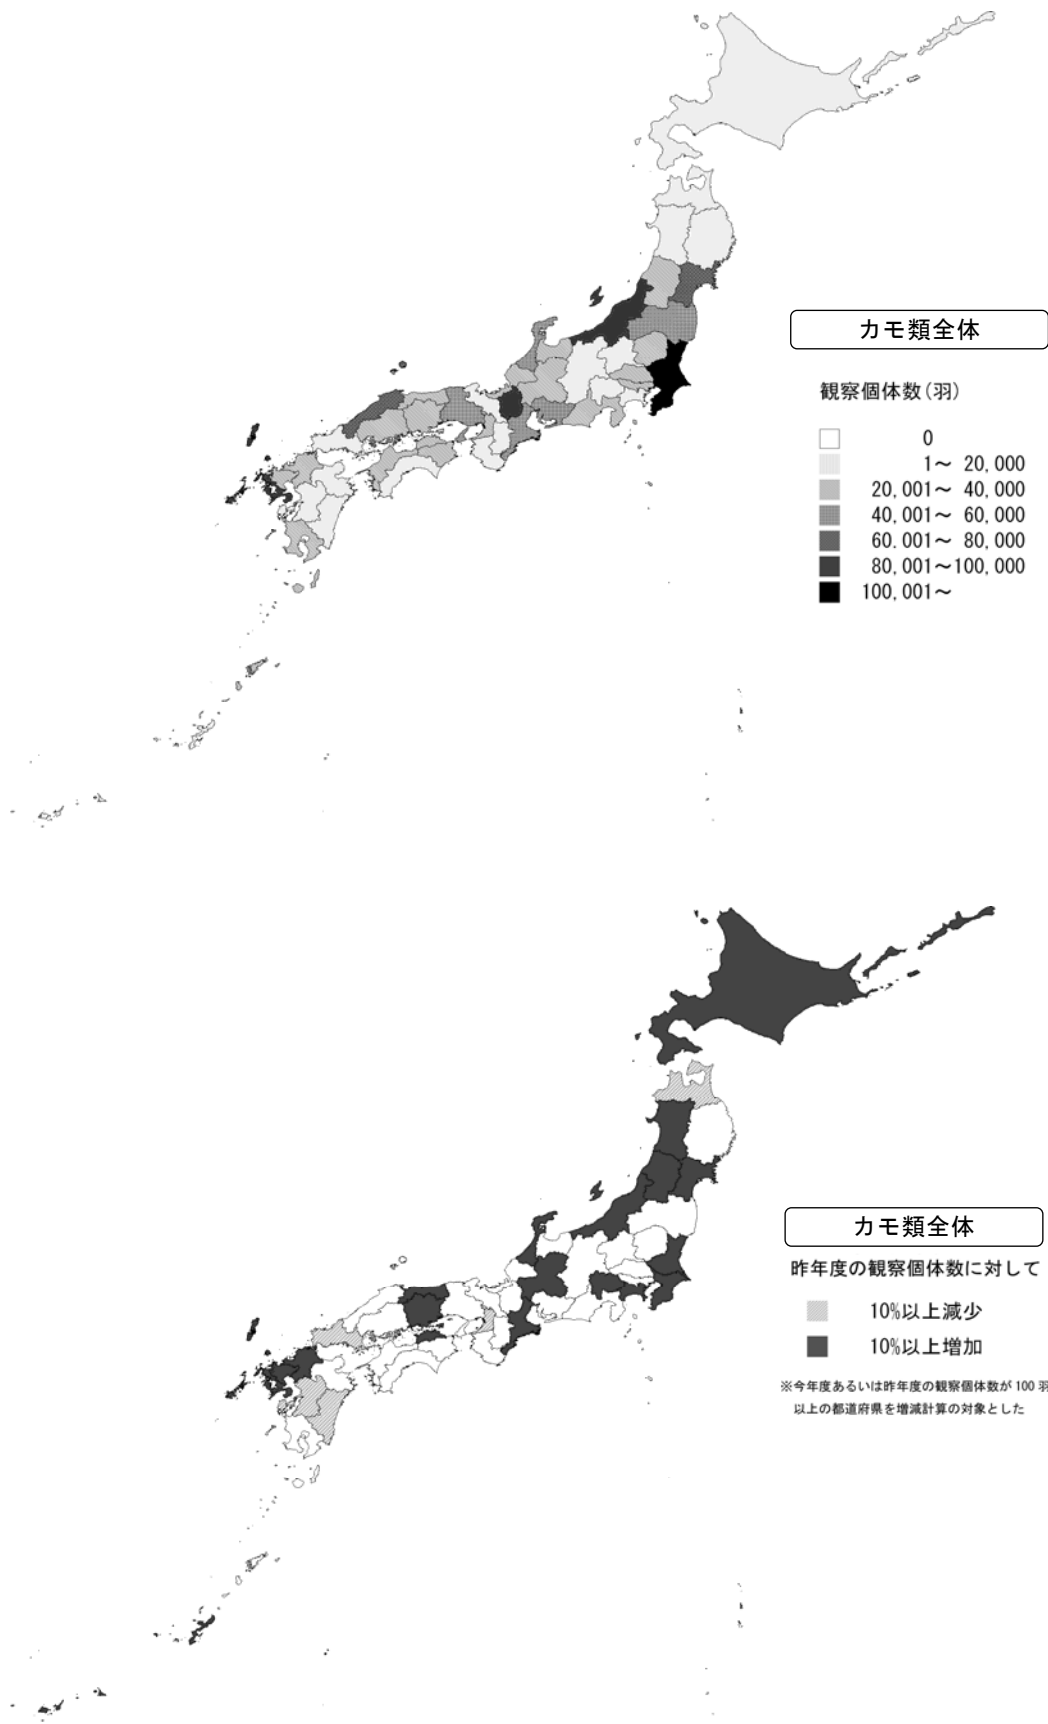 カモ類全体
観察個体数(羽)
0
1～ 20,000
20,001～ 40,000
40,001～ 60,000
60.001～ 80,000
80,001～100,000
100,001～
カモ類全体
昨年度の観察個体数に対して
10%以上減少
10%以上増加
※今年度あるいは昨年度の観察個体数が 100 羽
以上の都道府県を増減計算の対象とした